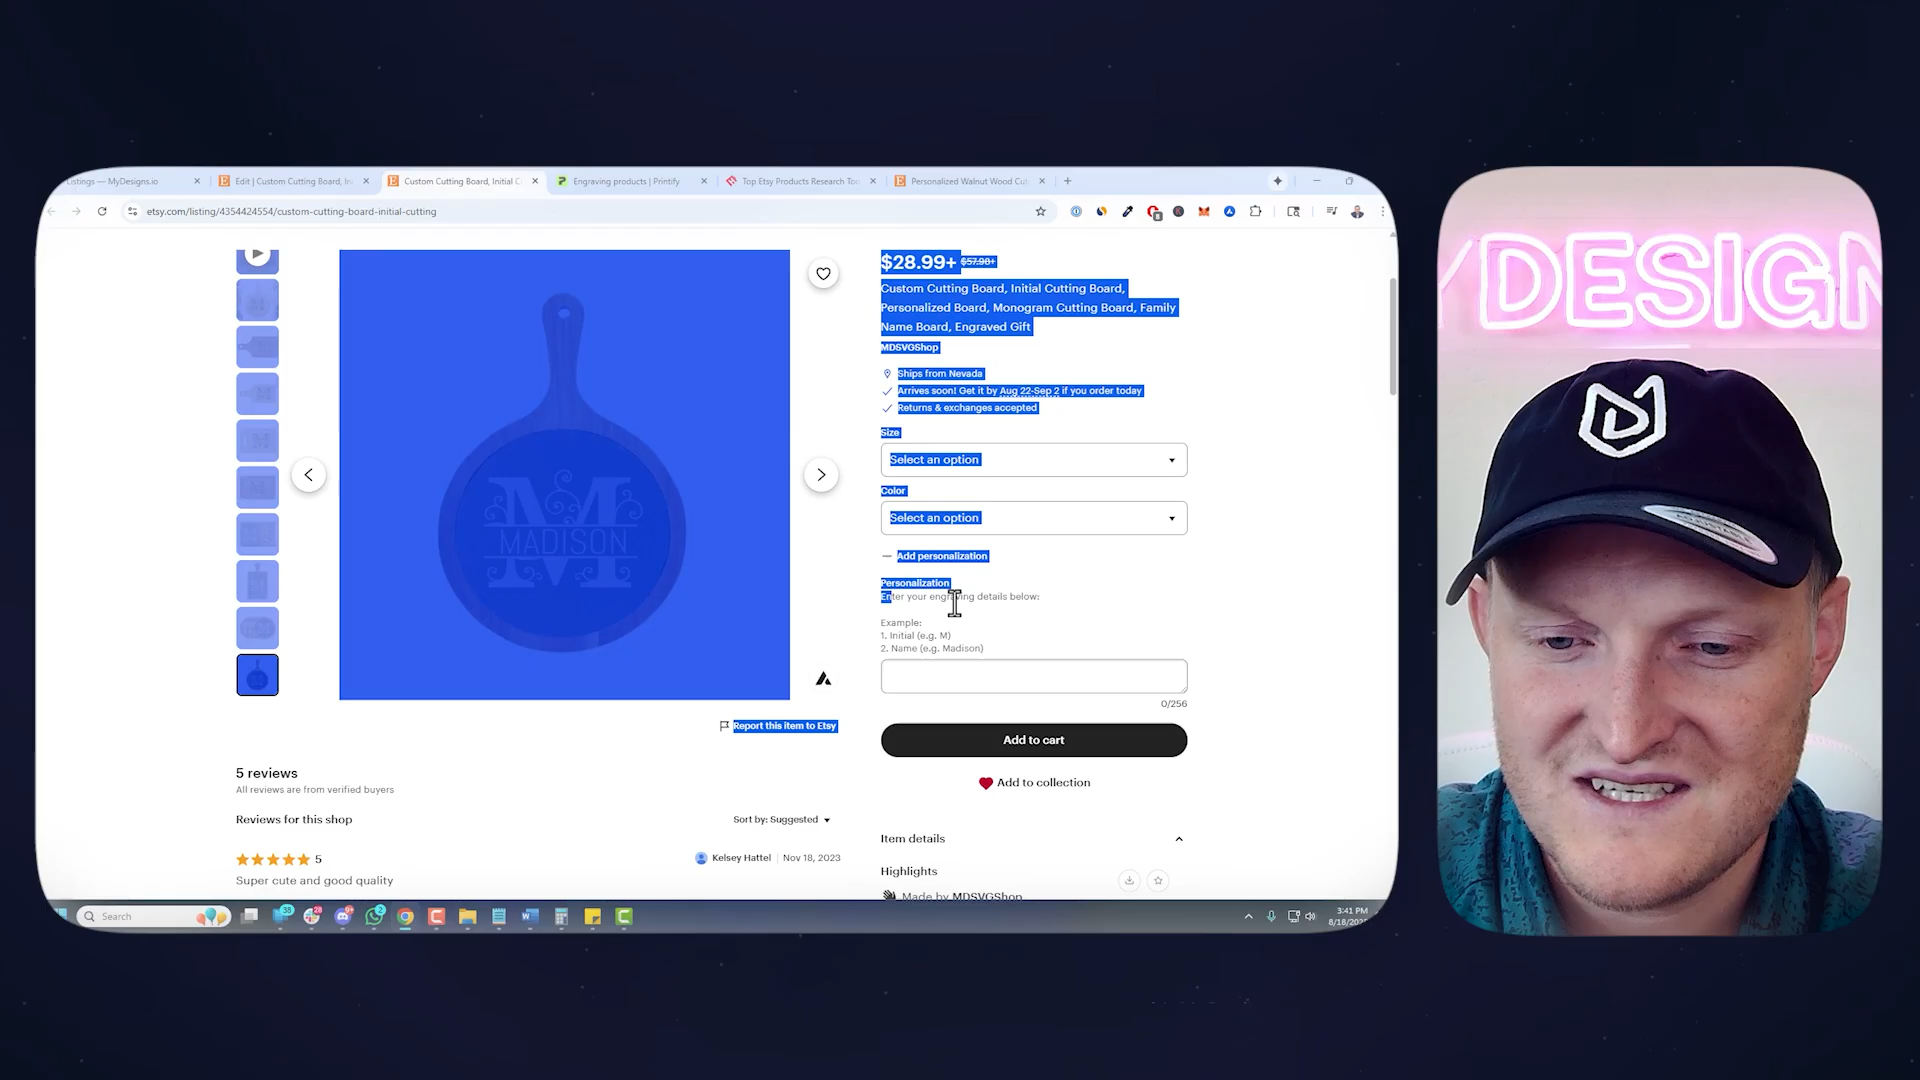 Listings — MyDesigns.io
Edit | Custom Cutting Board, In
Custom Cutting Board, Initial C
Engraving products | Printify
Top Etsy Products Research Too
Personalized Walnut Wood Cut
etsy.com/listing/4354424554/custom-cutting-board-initial-cutting
$28.99+ $57.98+
Custom Cutting Board, Initial Cutting Board,
Personalized Board, Monogram Cutting Board, Family
Name Board, Engraved Gift
MDSVGShop
Ships from Nevada
Arrives soon! Get it by Aug 22-Sep 2 if you order today
Returns & exchanges accepted
Size
Select an option
Color
Select an option
Add personalization
Personalization
Enter your engraving details below:
Example:
1. Initial (e.g. M)
2. Name (e.g. Madison)
0/256
Add to cart
Add to collection
Item details
Highlights
Made by MDSVGShop
M
MADISON
Report this item to Etsy
5 reviews
All reviews are from verified buyers
Reviews for this shop
Sort by: Suggested
5
Kelsey Hattel
Nov 18, 2023
Super cute and good quality
Search
3:41 PM
YDESIGN